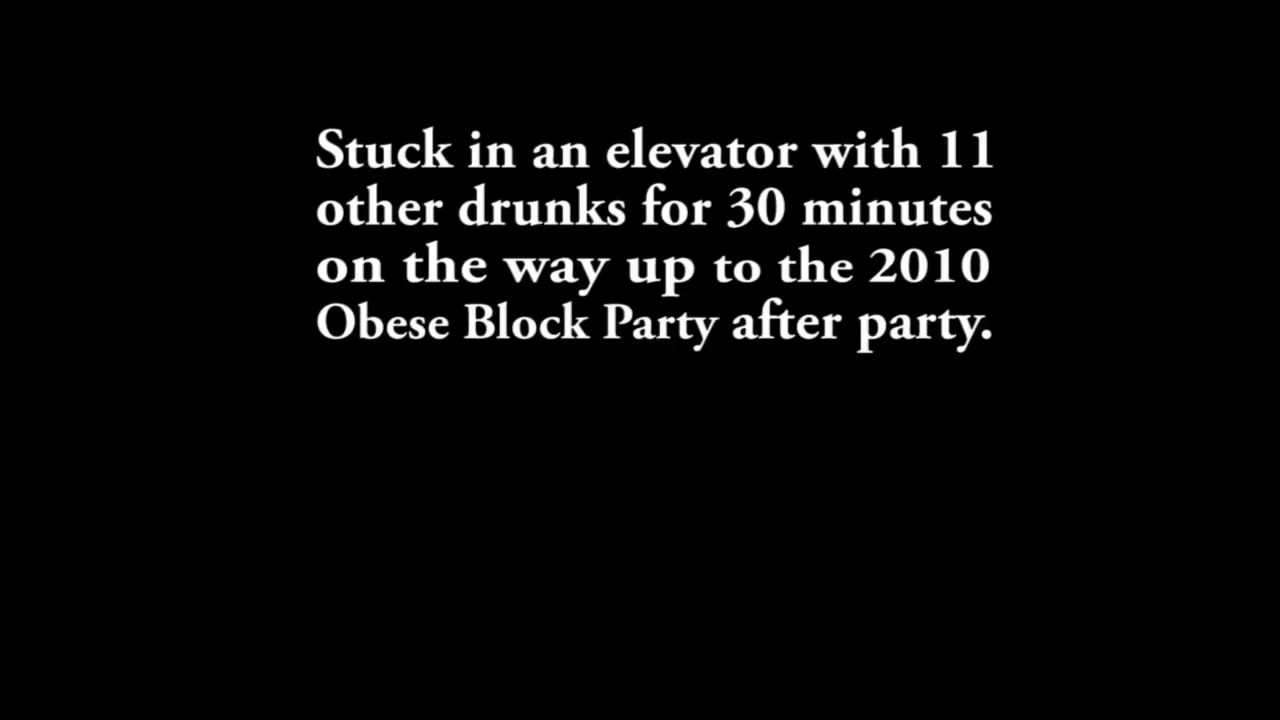 Stuck in an elevator with 11
other drunks for 30 minutes
on the way up to the 2010
Obese Block Party after party.